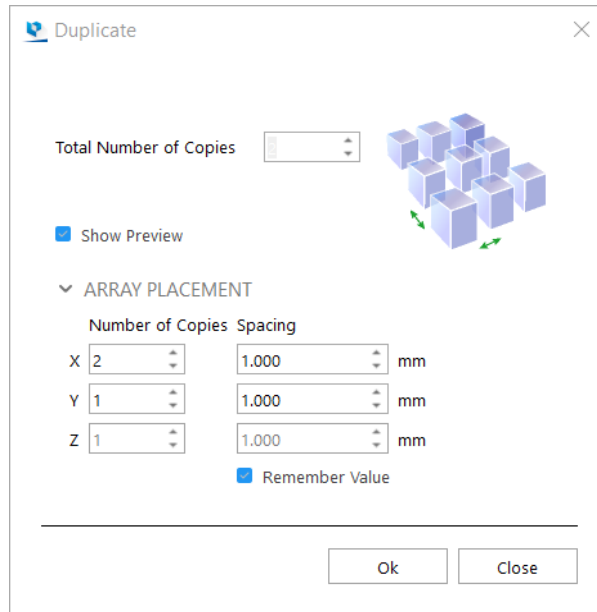 Duplicate
Total Number of Copies
Show Preview
ARRAY PLACEMENT
Number of Copies Spacing
X 2 1.000 mm
Y 1 1.000 mm
Z 1 1.000 mm
Remember Value
Ok Close